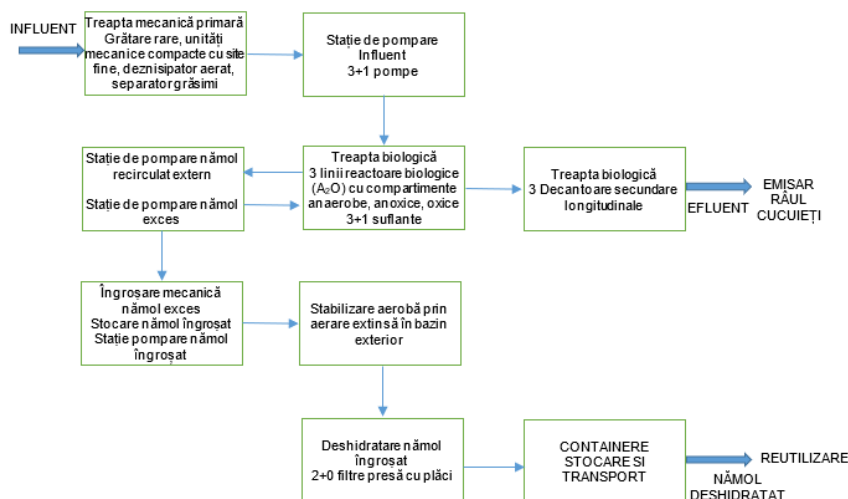 INFLUENT
Treapta mecanică primară
Grătare rare, unități
mecanice compacte cu site
fine, deznisipator aerat,
separator grăsimi
Stație de pompare
Influent
3+1 pompe
Stație de pompare nămol
recirculat extern
Stație de pompare nămol
exces
Treapta biologică
3 linii reactoare biologice
(A₂O) cu compartimente
anaerobe, anoxice, oxice
3+1 suflante
Treapta biologică
3 Decantoare secundare
longitudinale
EFLUENT
EMISAR
RÂUL
CUCUIEȚI
Îngroșare mecanică
nămol exces
Stocare nămol îngroșat
Stație pompare nămol
îngroșat
Stabilizare aerobă prin
aerare extinsă în bazin
exterior
Deshidratare nămol
îngroșat
2+0 filtre presă cu plăci
CONTAINERE
STOCARE SI
TRANSPORT
REUTILIZARE
NĂMOL
DESHIDRATAT